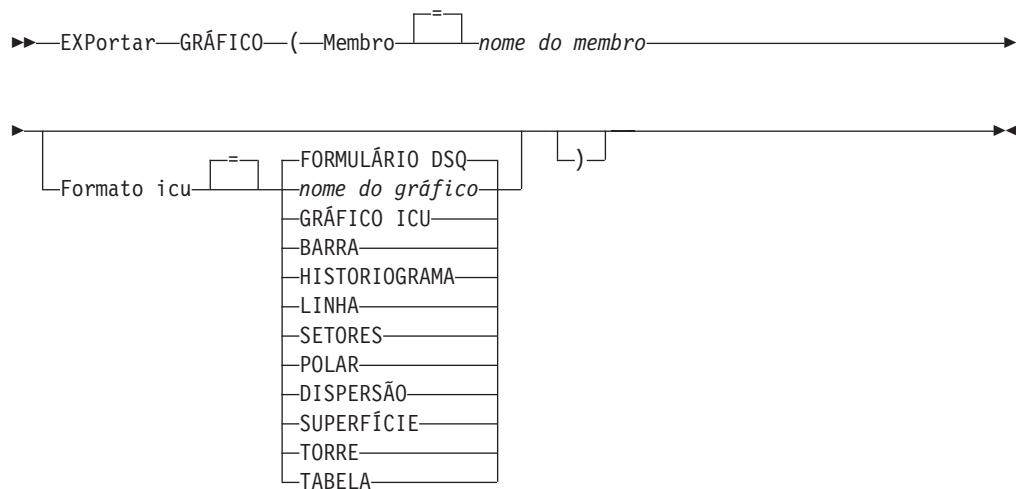 =
EXPortar GRÁFICO ( Membro nome do membro
FORMULÁRIO DSQ )
=
Formato icu nome do gráfico
GRÁFICO ICU
BARRA
HISTORIOGRAMA
LINHA
SETORES
POLAR
DISPERSÃO
SUPERFÍCIE
TORRE
TABELA